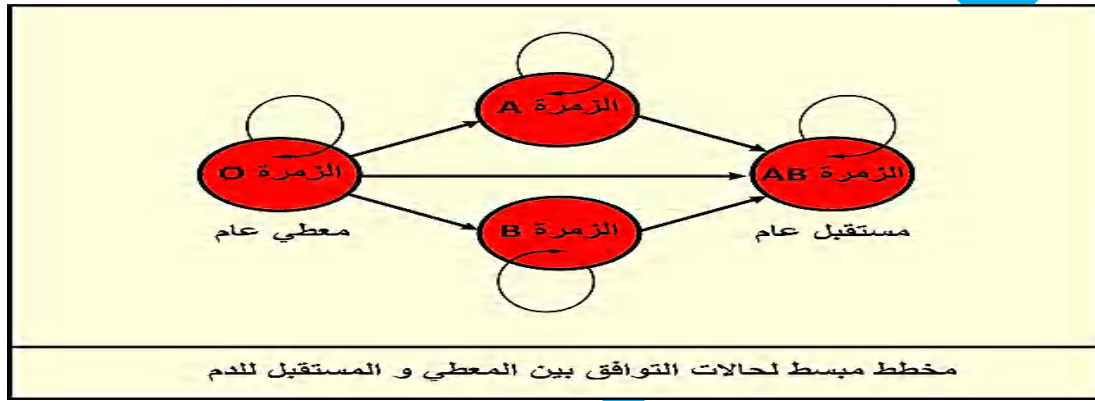 الزمرة A
الزمرة O
الزمرة AB
الزمرة B
معطي عام
مستقبل عام
مخطط مبسط لحالات التوافق بين المعطي و المستقبل للدم